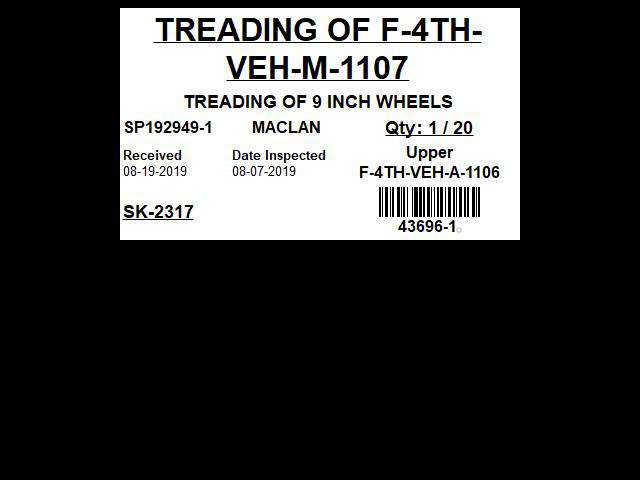 TREADING OF F-4TH-
VEH-M-1107
TREADING OF 9 INCH WHEELS
SP192949-1 MACLAN Qty: 1 / 20
Received Date Inspected Upper
08-19-2019 08-07-2019 F-4TH-VEH-A-1106
SK-2317
43696-1